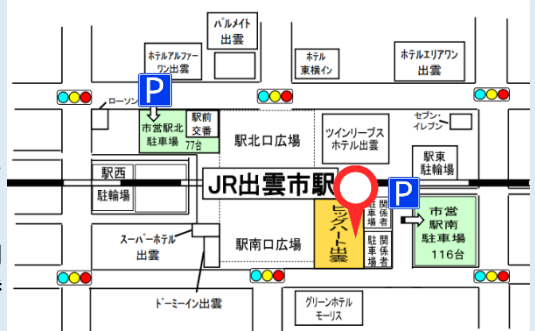 パルメイト
出雲
ホテルアルファー
ワン出雲
ホテル
東横イン
ホテルエリアワン
出雲
P
ローソン
市営駅北
駐車場
77台
駅前
交番
駅北口広場
ツインリーブス
ホテル出雲
セブン-
イレブン
駅東
駐輪場
駅西
駐輪場
JR出雲市駅
P
ビッグハート出雲
関係者
駐車場
関係者
駐車場
市営
駅南
駐車場
116台
スーパーホテル
出雲
駅南口広場
ドーミーイン出雲
グリーンホテル
モーリス